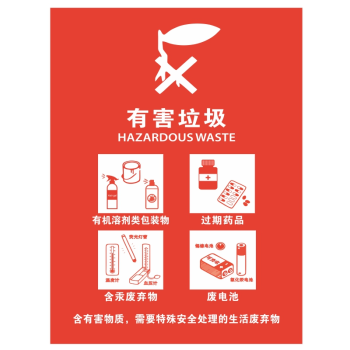 有害垃圾
HAZARDOUS WASTE
有机溶剂类包装物
过期药品
荧光灯管
温度计
血压计
含汞废弃物
镍镉电池
氧化汞电池
废电池
含有害物质，需要特殊安全处理的生活废弃物